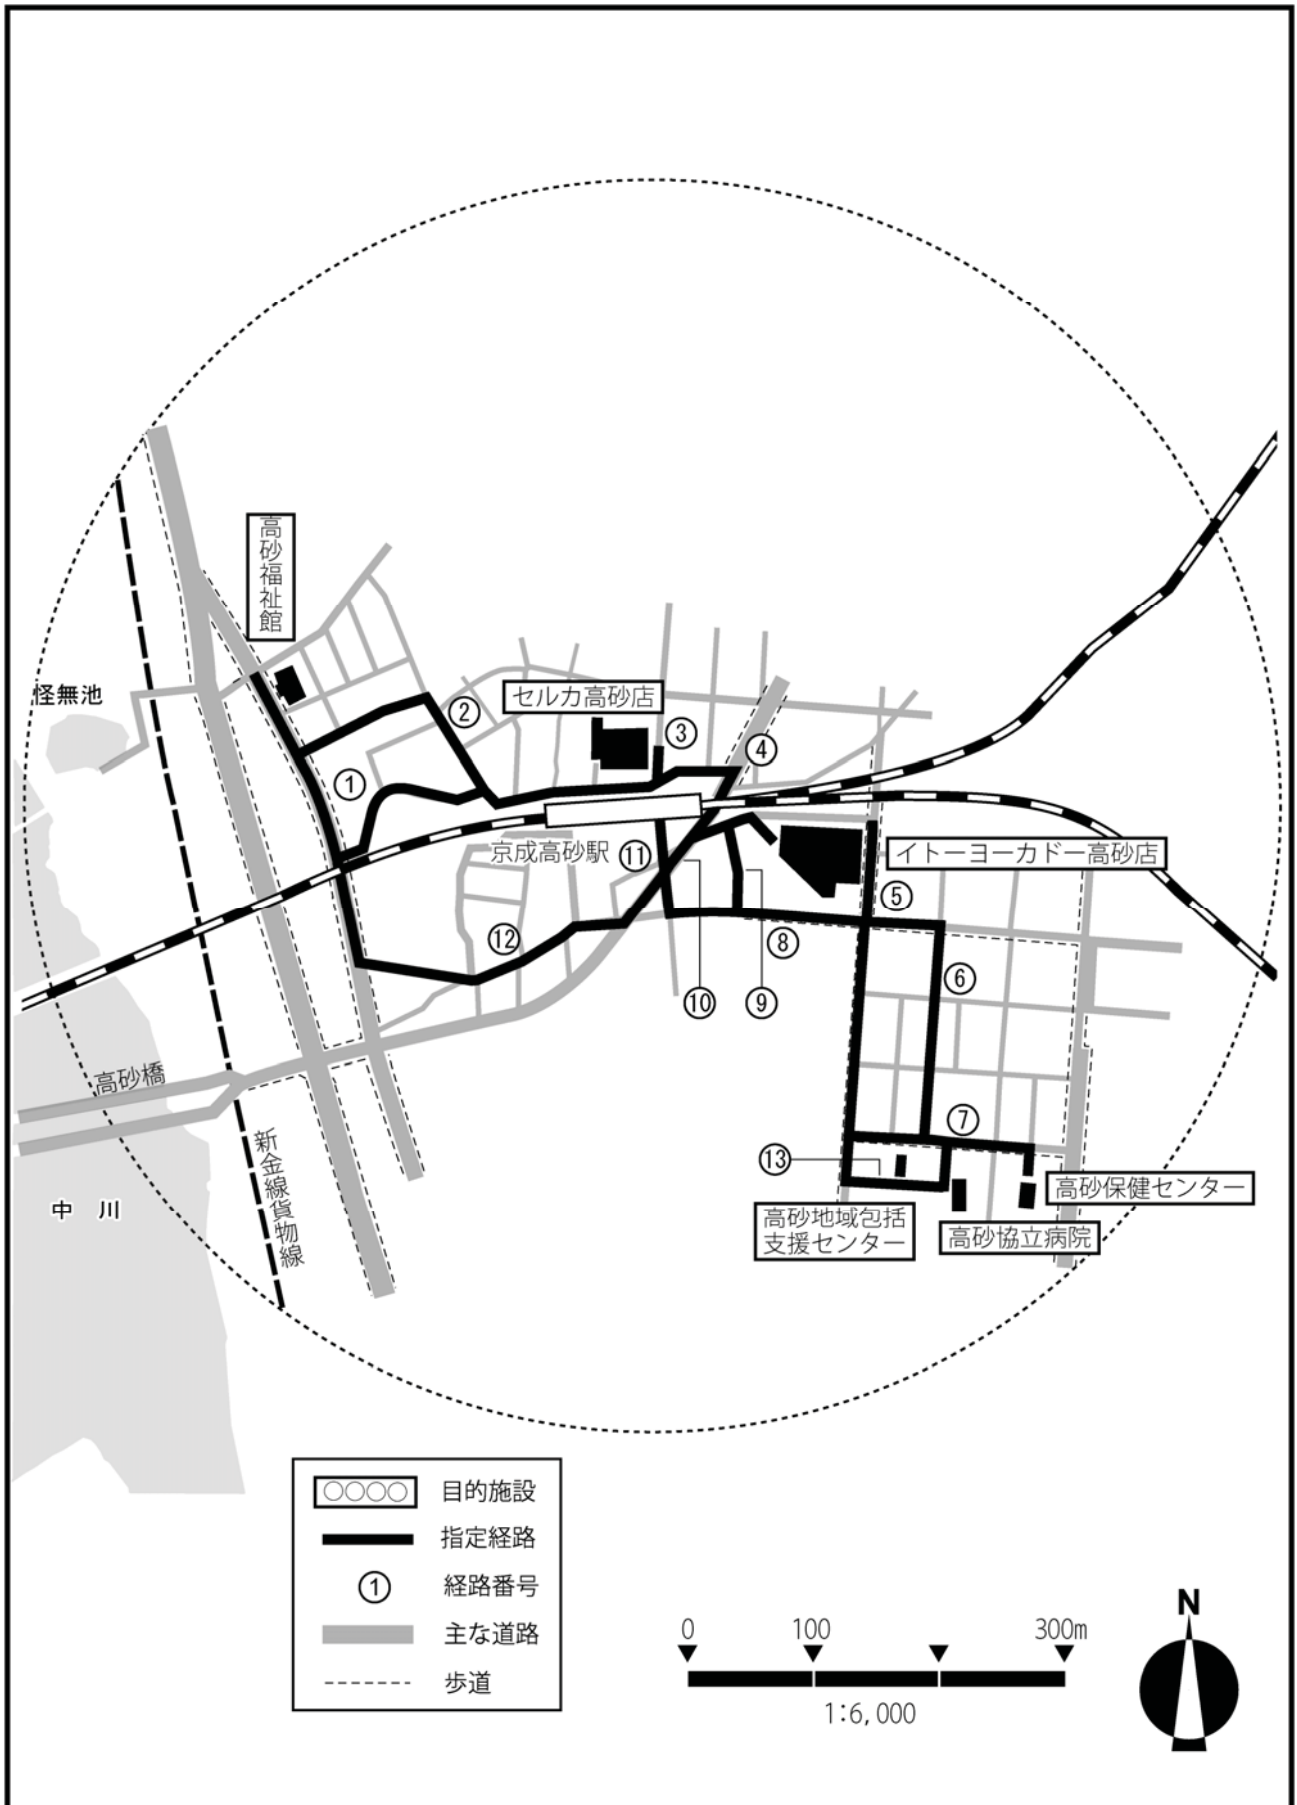 高砂福祉館
怪無池
セルカ高砂店
②
③
④
①
京成高砂駅
⑪
イトーヨーカドー高砂店
⑤
⑫
⑧
⑥
⑩
⑨
高砂橋
⑦
新金線貨物線
⑬
中 川
高砂保健センター
高砂地域包括
支援センター
高砂協立病院
○○○○ 目的施設
指定経路
① 経路番号
主な道路
歩道
0 100 300m
1:6,000
N